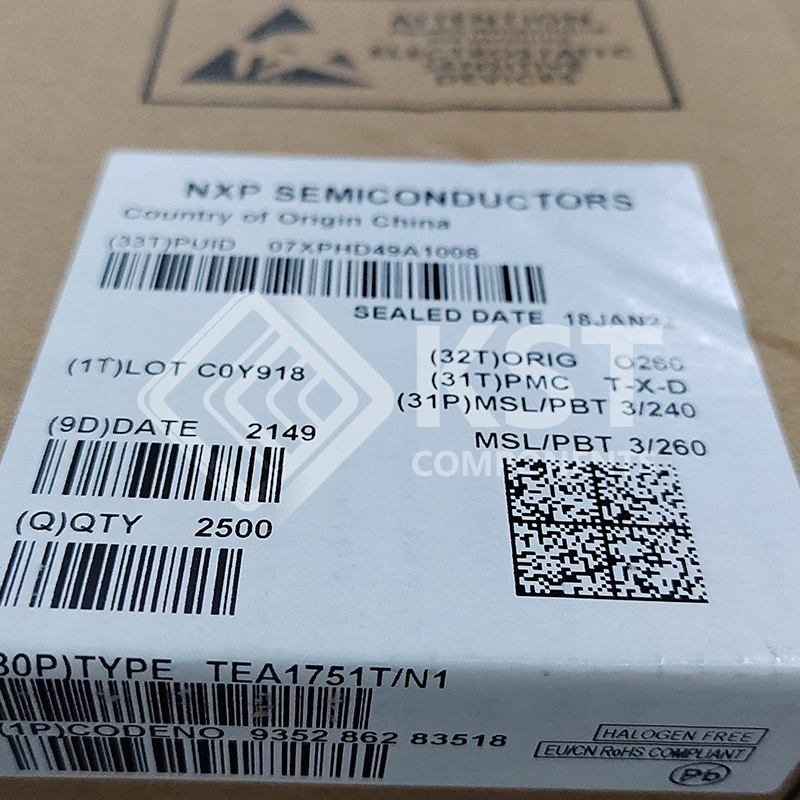 ELECTROSTATIC
DEVICES
NXP SEMICONDUCTORS
Country of Origin China
(33T)PUID 07XPHD49A1008
SEALED DATE 18JAN22
(1T)LOT C0Y918
(32T)ORIG O260
(31T)PMC T-X-D
(31P)MSL/PBT 3/240
(9D)DATE 2149
MSL/PBT 3/260
KST
COMPONENTS
(Q)QTY 2500
(30P)TYPE TEA1751T/N1
(1P)CODENO 9352 862 83518
HALOGEN FREE
EU/CN RoHS COMPLIANT
Pb